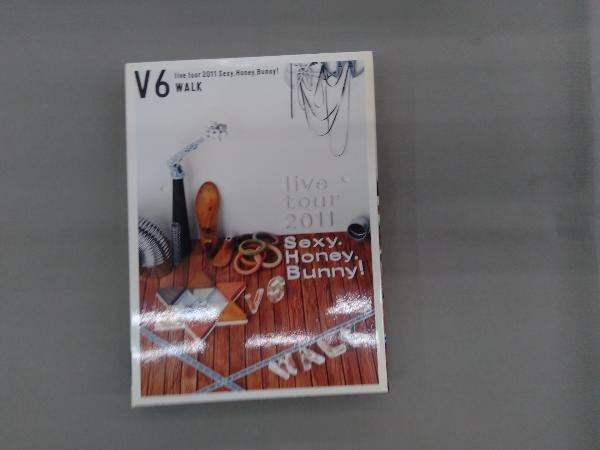 V6 live tour 2011 Sexy.Honey.Bunny!
WALK
live
tour
2011
Sexy.
Honey.
Bunny!
V6
WALK